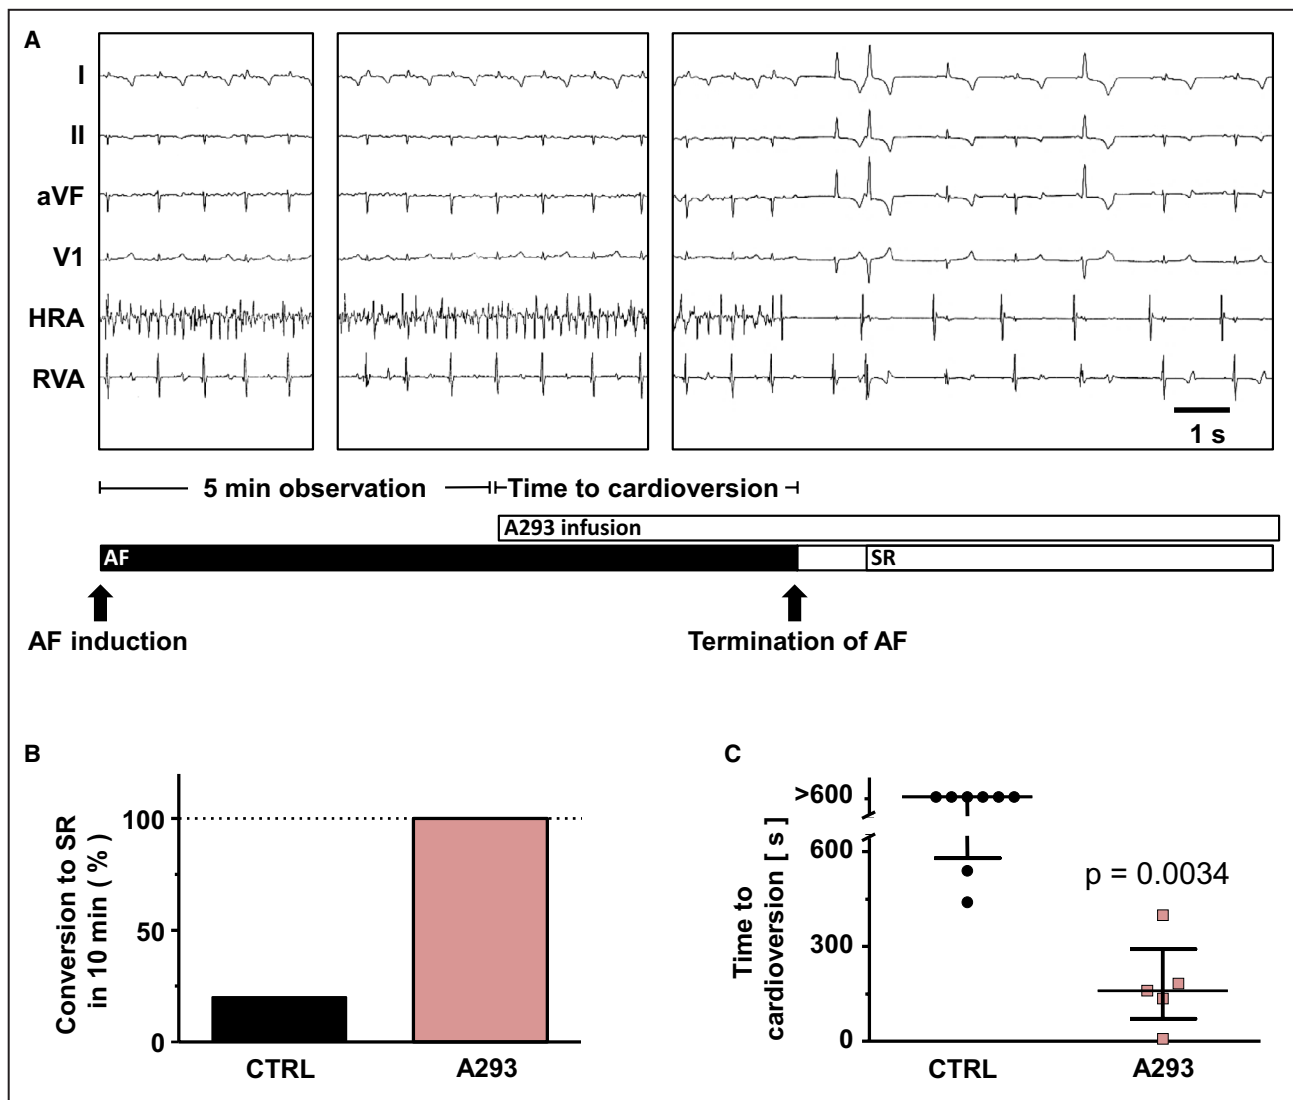 A
I
II
aVF
V1
HRA
RVA
1 s
5 min observation
Time to cardioversion
A293 infusion
AF
SR
AF induction
Termination of AF
B
Conversion to SR
in 10 min ( % )
100
50
0
CTRL
A293
C
Time to
cardioversion [ s ]
>600
600
300
0
p = 0.0034
CTRL
A293